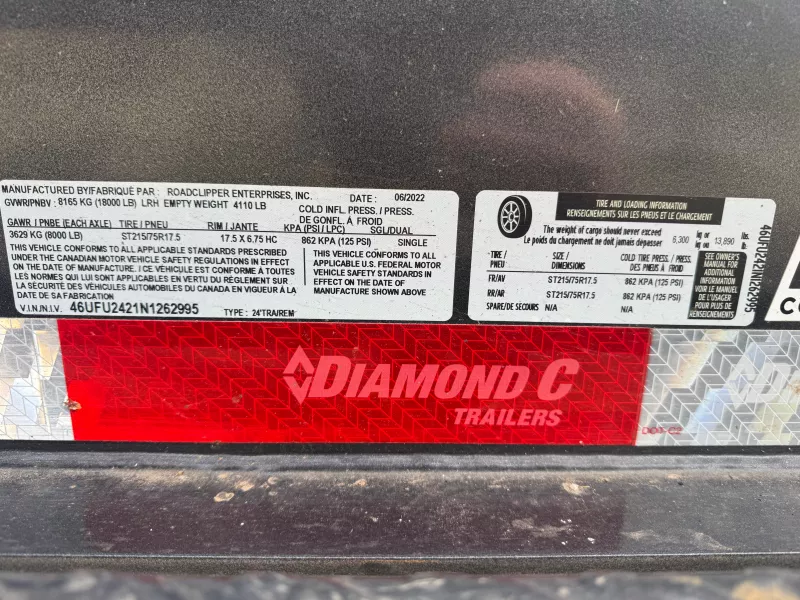 MANUFACTURED BY/FABRIQUÉ PAR : ROADCLIPPER ENTERPRISES, INC. DATE : 06/2022
GVWR/PNBV : 8165 KG (18000 LB) LRH EMPTY WEIGHT 4110 LB COLD INFL. PRESS. / PRESS.
DE GONFL. À FROID
GAWR / PNBE (EACH AXLE) TIRE / PNEU RIM / JANTE KPA (PSI / LPC) SGL/DUAL
3629 KG (8000 LB) ST215/75R17.5 17.5 X 6.75 HC 862 KPA (125 PSI) SINGLE
THIS VEHICLE CONFORMS TO ALL APPLICABLE STANDARDS PRESCRIBED
UNDER THE CANADIAN MOTOR VEHICLE SAFETY REGULATIONS IN EFFECT
ON THE DATE OF MANUFACTURE. / CE VÉHICULE EST CONFORME À TOUTES
LES NORMES QUI LUI SONT APPLICABLES EN VERTU DU RÈGLEMENT SUR
LA SÉCURITÉ DES VÉHICULES AUTOMOBILES DU CANADA EN VIGUEUR À LA
DATE DE SA FABRICATION
THIS VEHICLE CONFORMS TO ALL
APPLICABLE U.S. FEDERAL MOTOR
VEHICLE SAFETY STANDARDS IN
EFFECT ON THE DATE OF
MANUFACTURE SHOWN ABOVE
V.I.N./N.I.V. 46UFU2421N1262995 TYPE : 24'TRA/REM
TIRE AND LOADING INFORMATION
RENSEIGNEMENTS SUR LES PNEUS ET LE CHARGEMENT
The weight of cargo should never exceed
Le poids du chargement ne doit jamais dépasser 6,300 kg or 13,890 lbs.
TIRE / PNEU SIZE / DIMENSIONS COLD TIRE PRESS./ PRESS. DES PNEUS À FROID
FR/AV ST215/75R17.5 862 KPA (125 PSI)
RR/AR ST215/75R17.5 862 KPA (125 PSI)
SPARE/DE SECOURS N/A N/A
SEE OWNER'S
MANUAL FOR
ADDITIONAL
INFORMATION
VOIR LE MANUEL
DE L'USAGER
POUR PLUS DE
RENSEIGNEMENTS
46UFU2421N1262995
CO
DIAMOND C
TRAILERS
DOT-C2